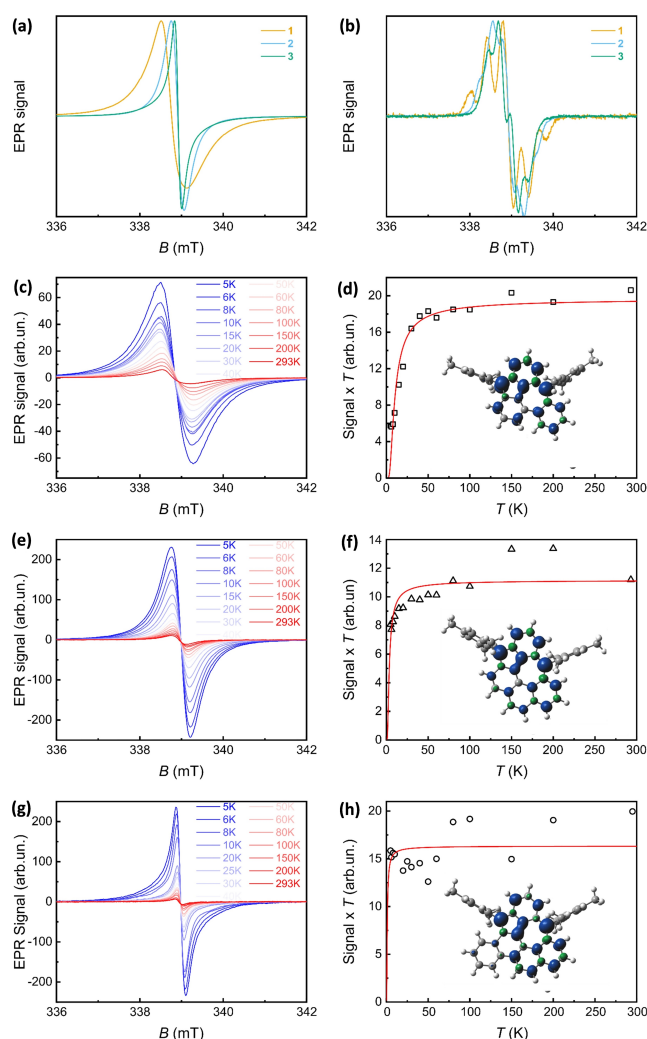 (a)
1
2
3
EPR signal
336 338 340 342
B (mT)
(b)
1
2
3
EPR signal
336 338 340 342
B (mT)
(c)
5K 50K
6K 60K
8K 80K
10K 100K
15K 150K
20K 200K
30K 293K
40K
EPR signal (arb.un.)
60
40
20
0
-20
-40
-60
336 338 340 342
B (mT)
(d)
Signal x T (arb.un.)
20
16
12
8
4
0 50 100 150 200 250 300
T (K)
(e)
5K 50K
6K 60K
8K 80K
10K 100K
15K 150K
20K 200K
30K 293K
EPR Signal (arb.un.)
200
100
0
-100
-200
336 338 340 342
B (mT)
(f)
Signal x T (arb.un)
14
12
10
8
6
4
2
0
0 50 100 150 200 250 300
T (K)
(g)
5K 50K
6K 60K
8K 80K
10K 100K
20K 150K
25K 200K
30K 293K
EPR Signal (arb.un.)
200
100
0
-100
-200
336 338 340 342
B (mT)
(h)
Signal x T (arb.un.)
20
15
10
5
0
0 50 100 150 200 250 300
T (K)